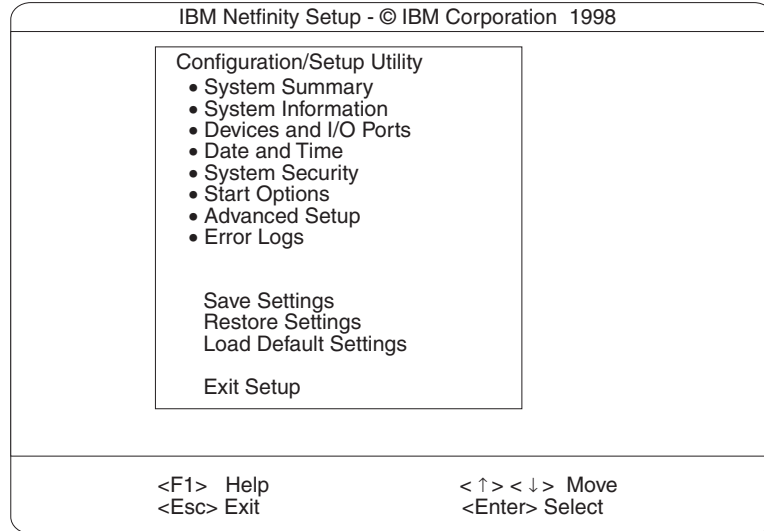 IBM Netfinity Setup - © IBM Corporation 1998
Configuration/Setup Utility
• System Summary
• System Information
• Devices and I/O Ports
• Date and Time
• System Security
• Start Options
• Advanced Setup
• Error Logs
Save Settings
Restore Settings
Load Default Settings
Exit Setup
<F1> Help <↑> <↓> Move
<Esc> Exit <Enter> Select